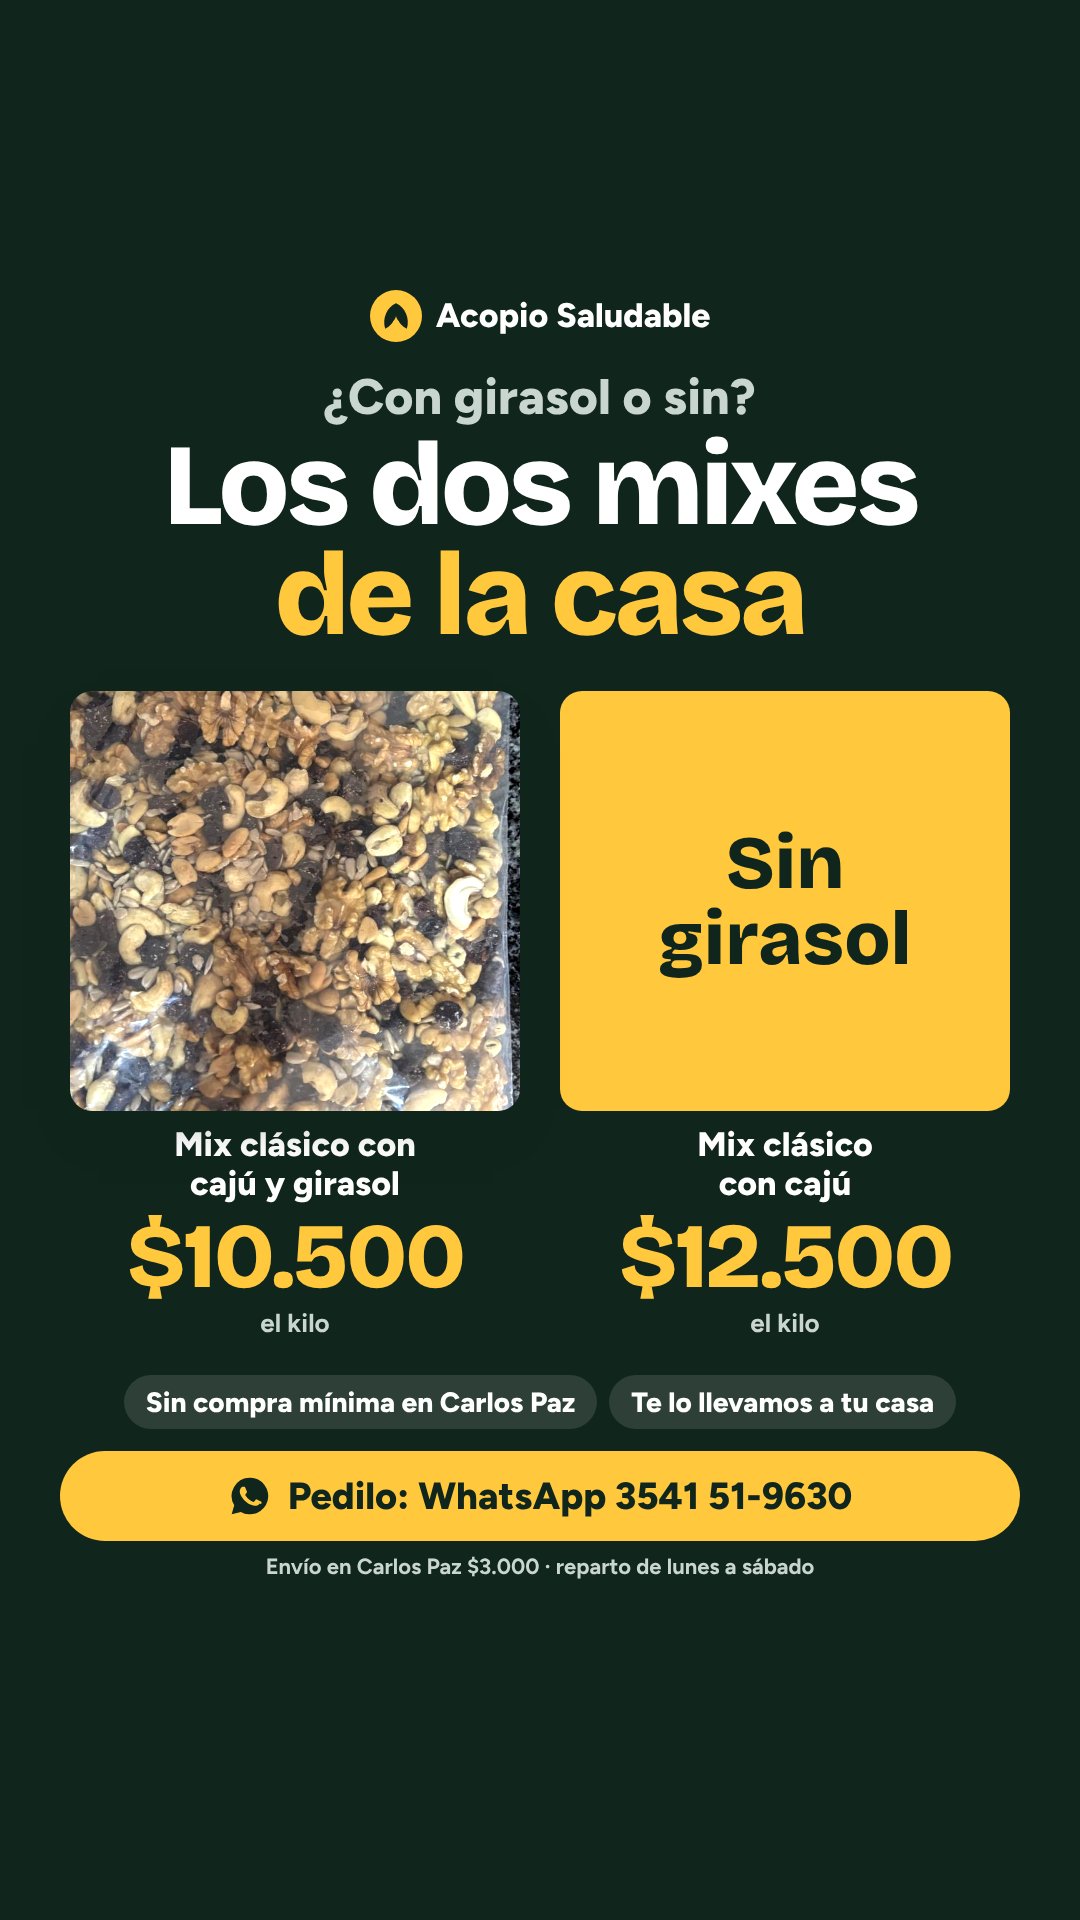 Acopio Saludable
¿Con girasol o sin?
Los dos mixes
de la casa
Sin
girasol
Mix clásico con
cajú y girasol
$10.500
el kilo
Mix clásico
con cajú
$12.500
el kilo
Sin compra mínima en Carlos Paz
Te lo llevamos a tu casa
Pedilo: WhatsApp 3541 51-9630
Envío en Carlos Paz $3.000 · reparto de lunes a sábado